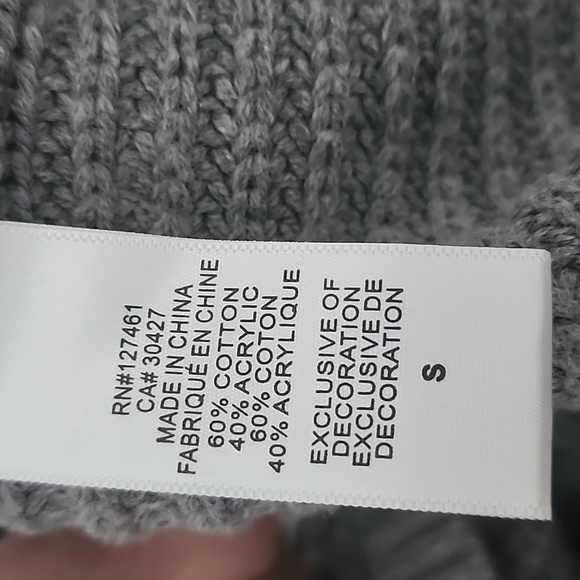 RN#127461
CA# 30427
MADE IN CHINA
FABRIQUÉ EN CHINE
60% COTTON
40% ACRYLIC
60% COTON
40% ACRYLIQUE
EXCLUSIVE OF
DECORATION
EXCLUSIVE DE
DECORATION
S